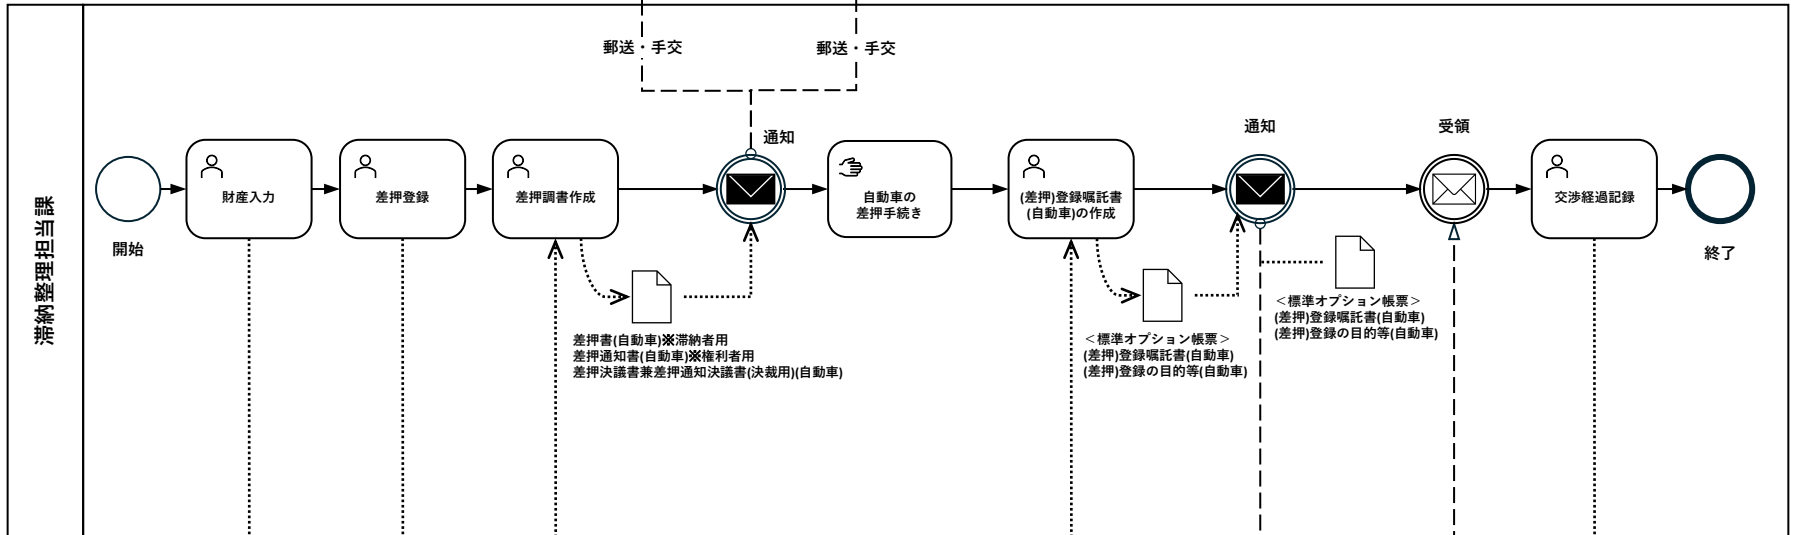 滞納整理担当課
郵送・手交
郵送・手交
開始
財産入力
差押登録
差押調書作成
差押書(自動車)※滞納者用
差押通知書(自動車)※権利者用
差押決議書兼差押通知決議書(決裁用)(自動車)
通知
自動車の
差押手続き
(差押)登録嘱託書
(自動車)の作成
<標準オプション帳票>
(差押)登録嘱託書(自動車)
(差押)登録の目的等(自動車)
通知
<標準オプション帳票>
(差押)登録嘱託書(自動車)
(差押)登録の目的等(自動車)
受領
交渉経過記録
終了